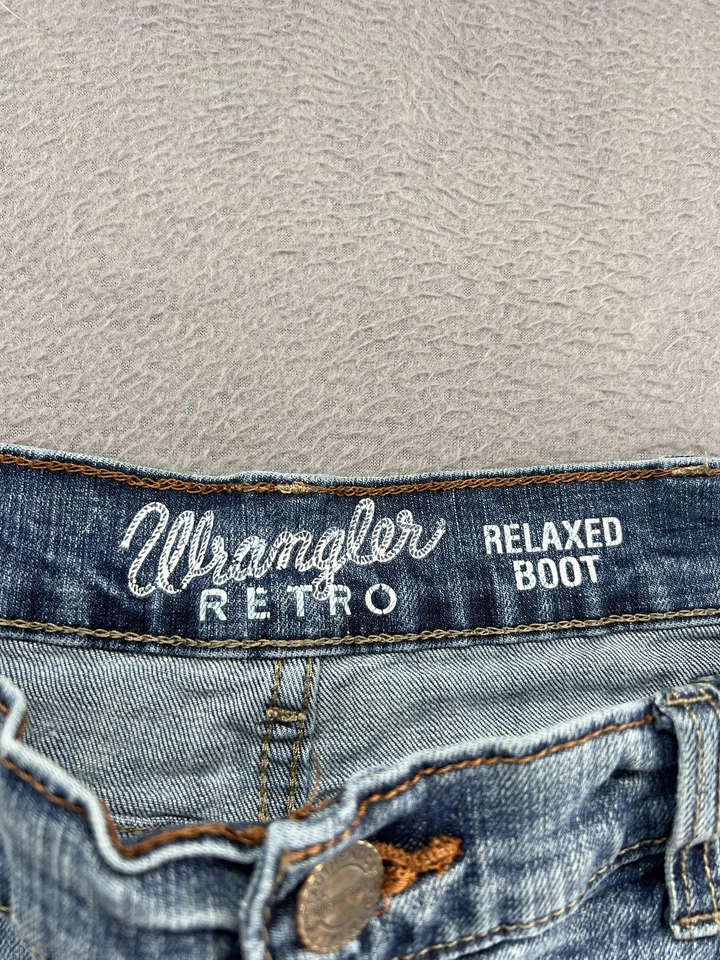 Wrangler
RETRO
RELAXED
BOOT